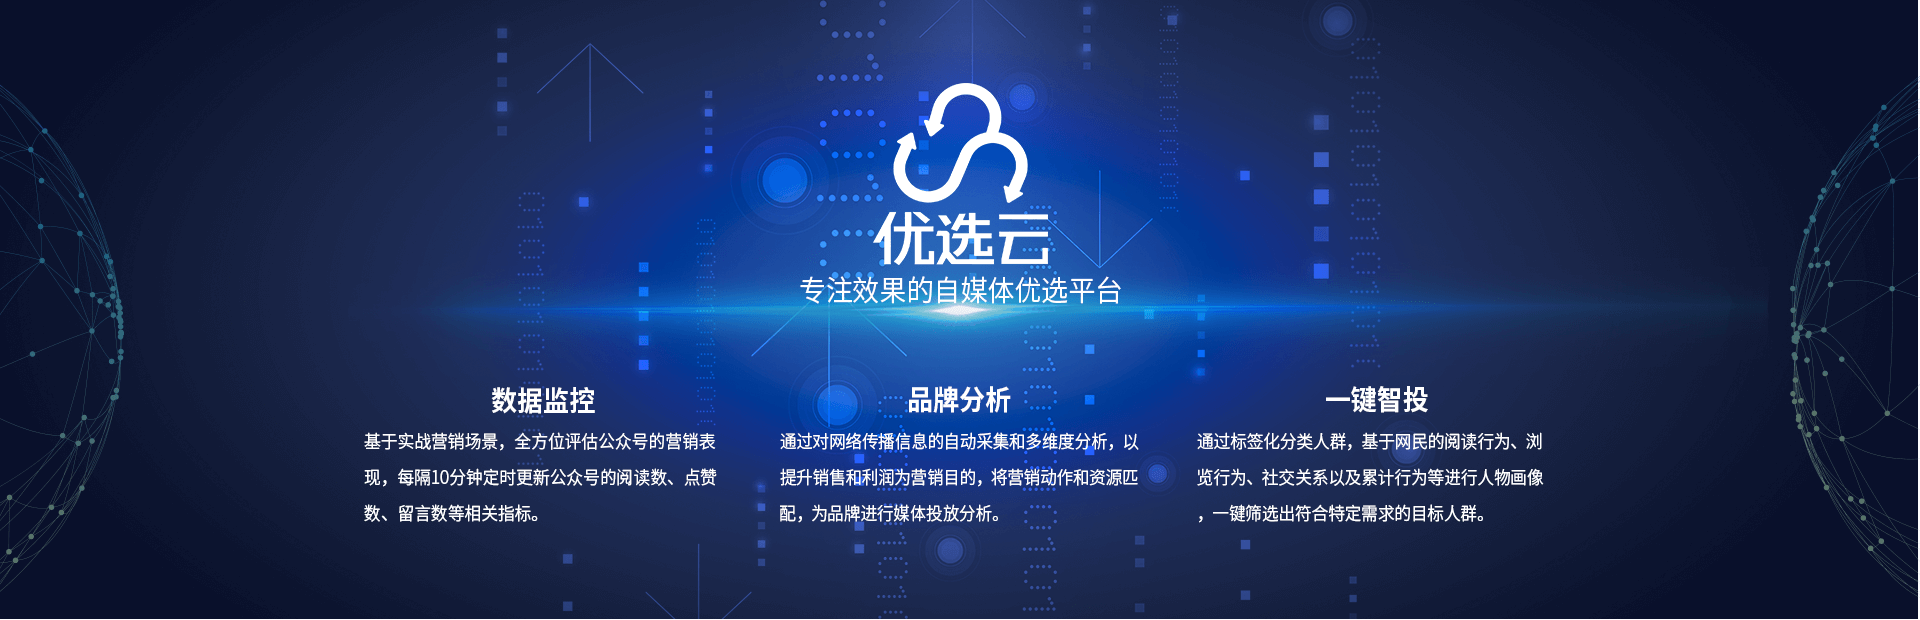 优选云
专注效果的自媒体优选平台
数据监控
基于实战营销场景，全方位评估公众号的营销表
现，每隔10分钟定时更新公众号的阅读数、点赞
数、留言数等相关指标。
品牌分析
通过对网络传播信息的自动采集和多维度分析，以
提升销售和利润为营销目的，将营销动作和资源匹
配，为品牌进行媒体投放分析。
一键智投
通过标签化分类人群，基于网民的阅读行为、浏
览行为、社交关系以及累计行为等进行人物画像
，一键筛选出符合特定需求的目标人群。